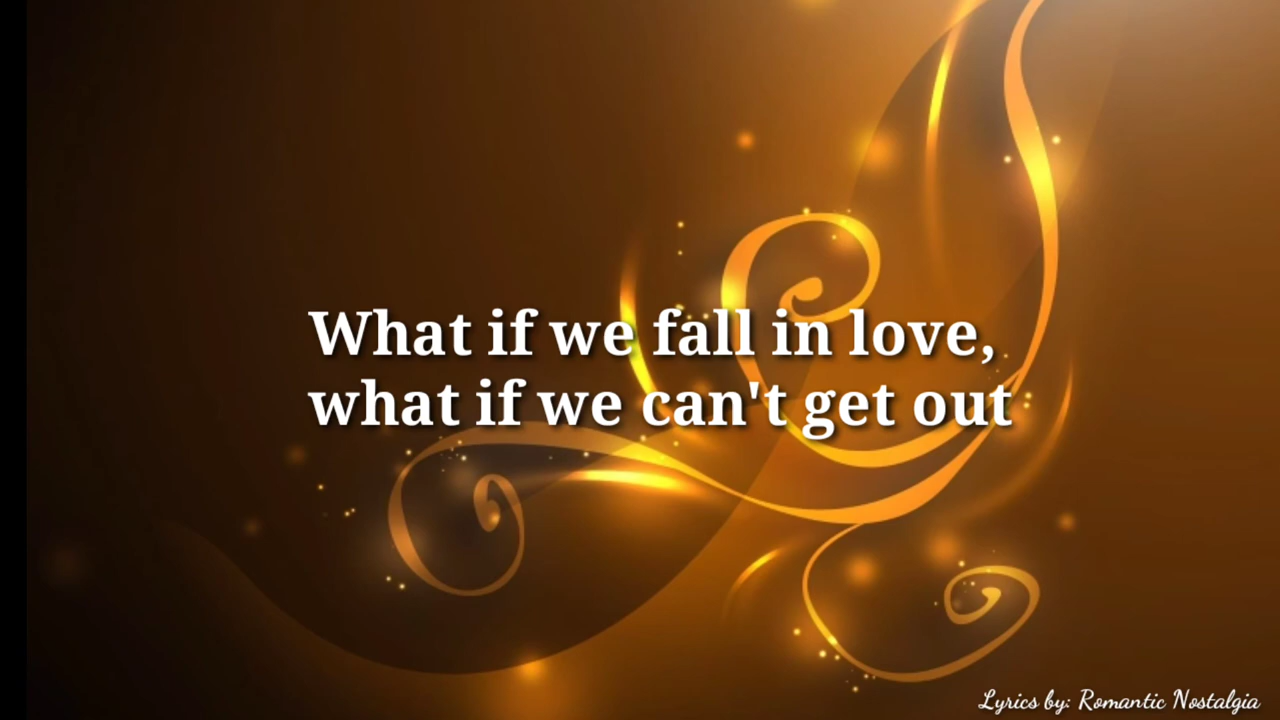 What if we fall in love,
what if we can't get out
Lyrics by: Romantic Nostalgia